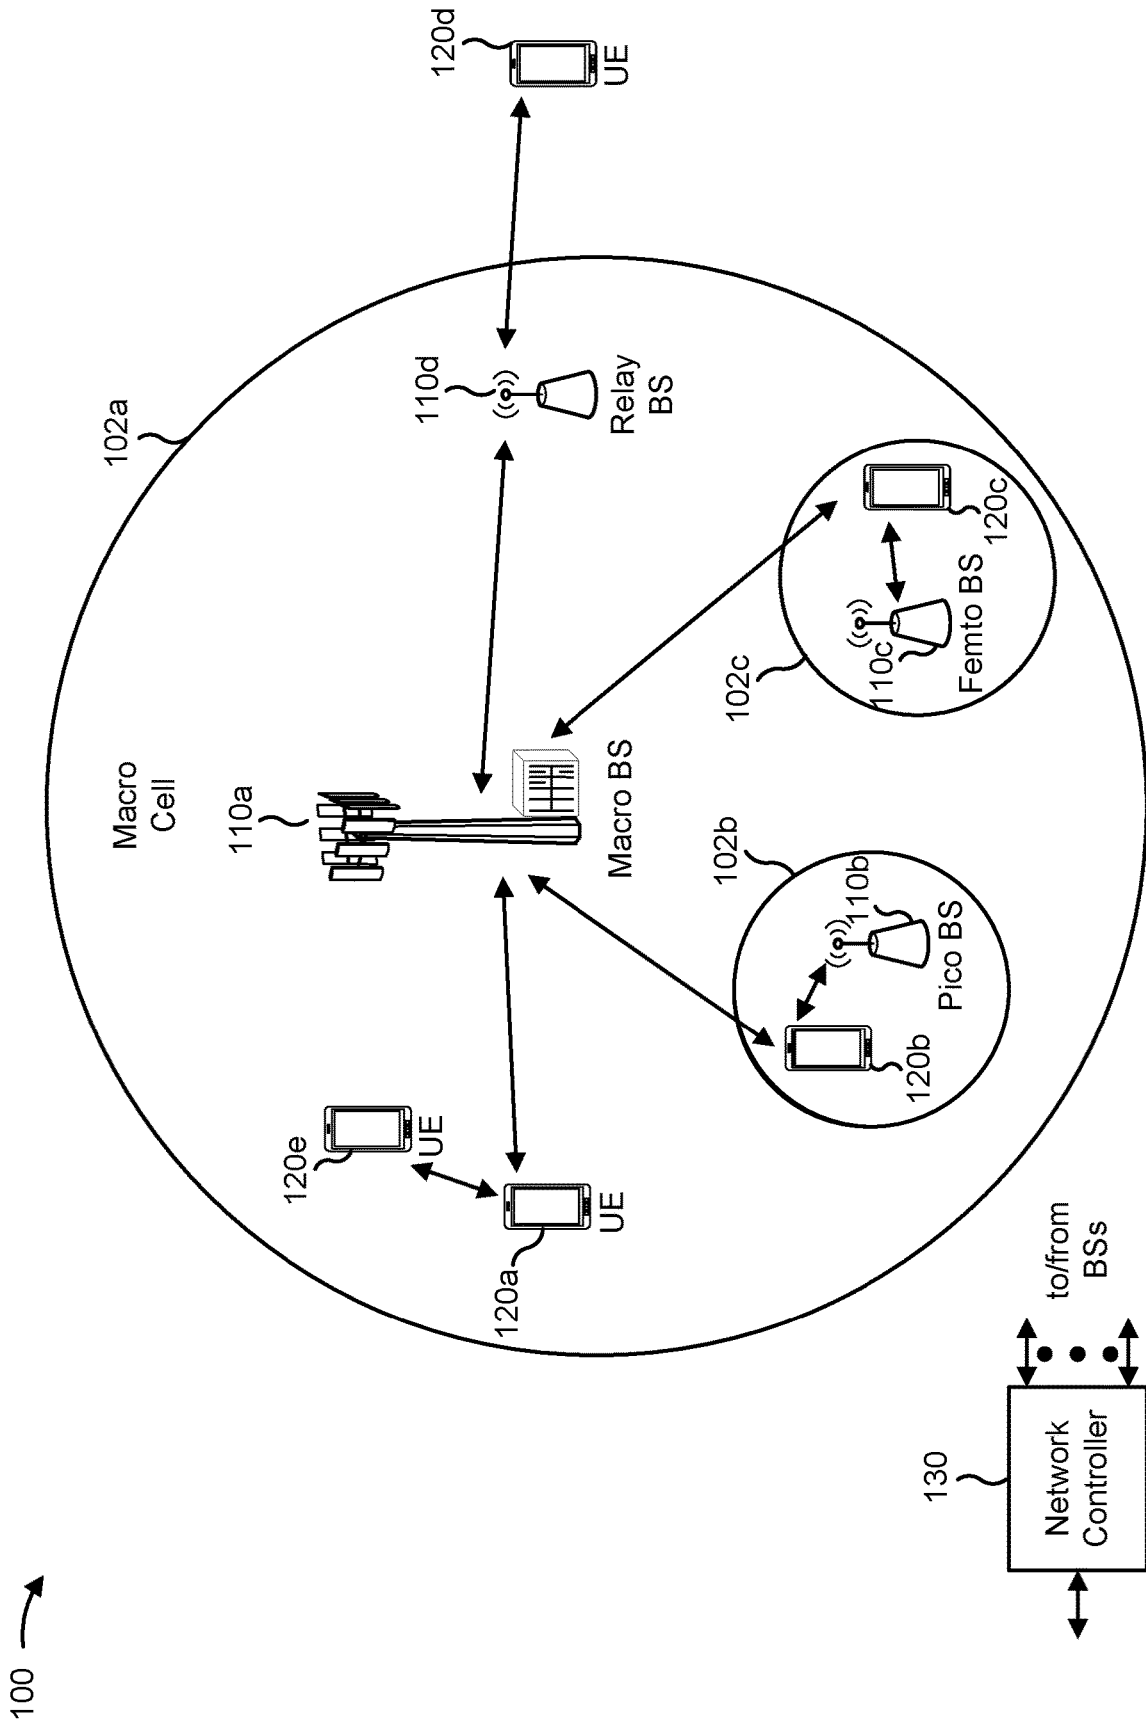 100
102a
Macro
Cell
110a
120d
UE
110d
Relay
BS
120e
UE
120a
UE
Macro BS
102b
110b
Pico BS
120b
102c
110c
Femto BS
120c
130
Network
Controller
to/from
BSs